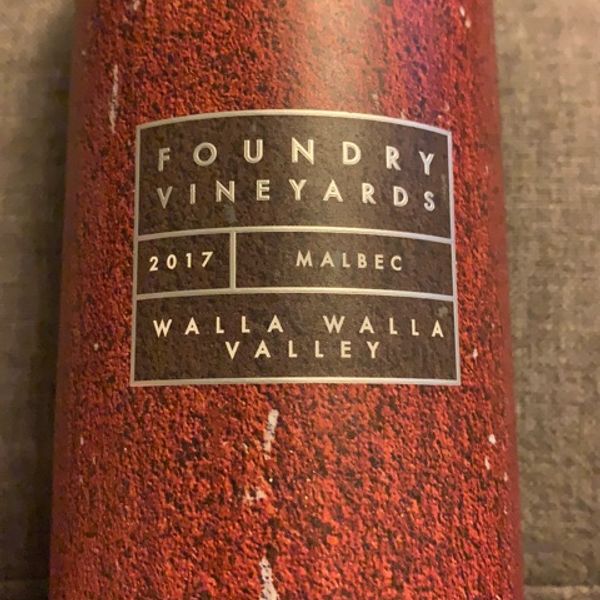 FOUNDRY
VINEYARDS
2017 MALBEC
WALLA WALLA
VALLEY